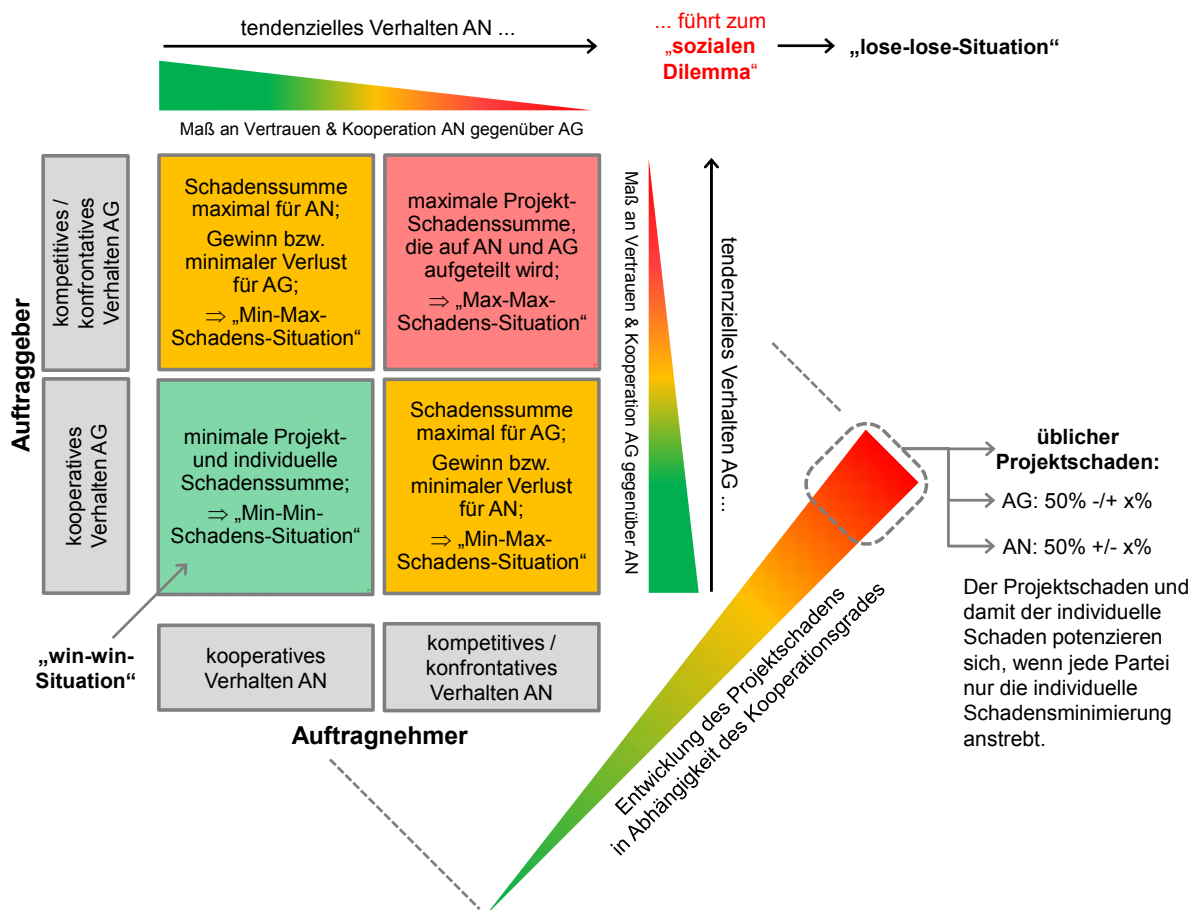 tendenzielles Verhalten AN ...
... führt zum
„sozialen
Dilemma“
„lose-lose-Situation“
Maß an Vertrauen & Kooperation AN gegenüber AG
Auftraggeber
kompetitives /
konfrontatives
Verhalten AG
Schadenssumme
maximal für AN;
Gewinn bzw.
minimaler Verlust
für AG;
⇒ „Min-Max-
Schadens-Situation“
maximale Projekt-
Schadenssumme,
die auf AN und AG
aufgeteilt wird;
⇒ „Max-Max-
Schadens-Situation“
kooperatives
Verhalten AG
minimale Projekt-
und individuelle
Schadenssumme;
⇒ „Min-Min-
Schadens-Situation“
Schadenssumme
maximal für AG;
Gewinn bzw.
minimaler Verlust
für AN;
⇒ „Min-Max-
Schadens-Situation“
Maß an Vertrauen & Kooperation AG gegenüber AN
tendenzielles Verhalten AG ...
„win-win-
Situation“
kooperatives
Verhalten AN
kompetitives /
konfrontatives
Verhalten AN
Auftragnehmer
Entwicklung des Projektschadens
in Abhängigkeit des Kooperationsgrades
üblicher
Projektschaden:
AG: 50% -/+ x%
AN: 50% +/- x%
Der Projektschaden und
damit der individuelle
Schaden potenzieren
sich, wenn jede Partei
nur die individuelle
Schadensminimierung
anstrebt.